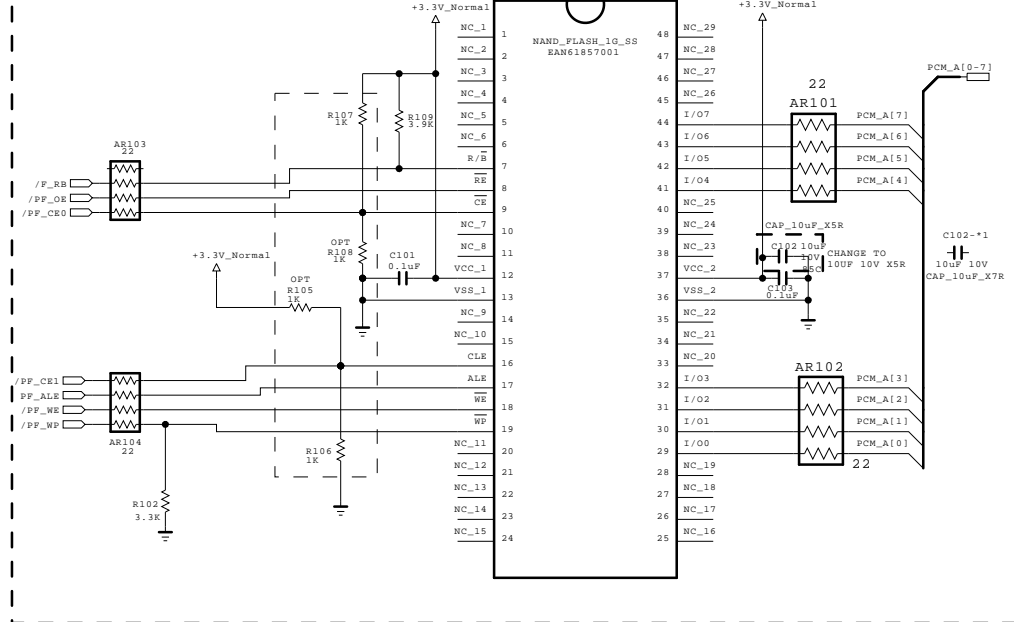 +3.3V_Normal
+3.3V_Normal
NAND_FLASH_1G_SS
EAN61857001
NC_1 1
NC_2 2
NC_3 3
NC_4 4
NC_5 5
NC_6 6
R/B 7
RE 8
CE 9
NC_7 10
NC_8 11
VCC_1 12
VSS_1 13
NC_9 14
NC_10 15
CLE 16
ALE 17
WE 18
WP 19
NC_11 20
NC_12 21
NC_13 22
NC_14 23
NC_15 24
48 NC_29
47 NC_28
46 NC_27
45 NC_26
44 I/O7
43 I/O6
42 I/O5
41 I/O4
40 NC_25
39 NC_24
38 NC_23
37 VCC_2
36 VSS_2
35 NC_22
34 NC_21
33 NC_20
32 I/O3
31 I/O2
30 I/O1
29 I/O0
28 NC_19
27 NC_18
26 NC_17
25 NC_16
R107
1K
R109
3.9K
AR103
22
/F_RB
/PF_OE
/PF_CE0
OPT
R108
1K
C101
0.1uF
+3.3V_Normal
OPT
R105
1K
/PF_CE1
PF_ALE
/PF_WE
/PF_WP
AR104
22
R106
1K
R102
3.3K
22
AR101
PCM_A[0-7]
PCM_A[7]
PCM_A[6]
PCM_A[5]
PCM_A[4]
CAP_10uF_X5R
C102 10uF
10V
CHANGE TO
10UF 10V X5R
C103
0.1uF
C102-*1
10uF 10V
CAP_10uF_X7R
AR102
PCM_A[3]
PCM_A[2]
PCM_A[1]
PCM_A[0]
22